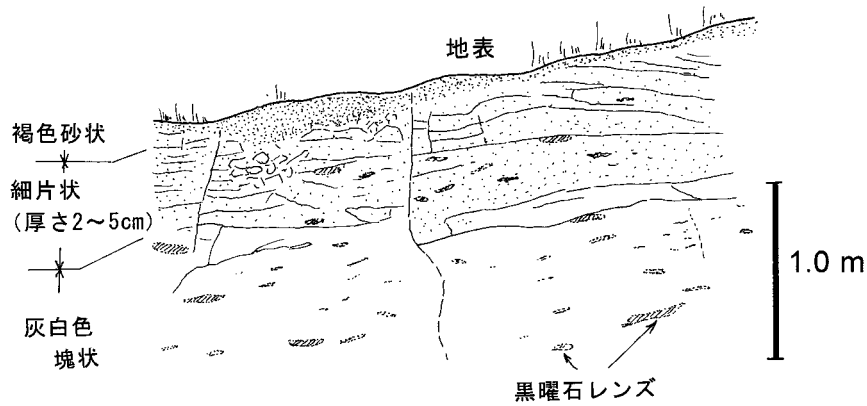 地表
褐色砂状
細片状
(厚さ2~5cm)
1.0 m
灰白色
塊状
黒曜石レンズ